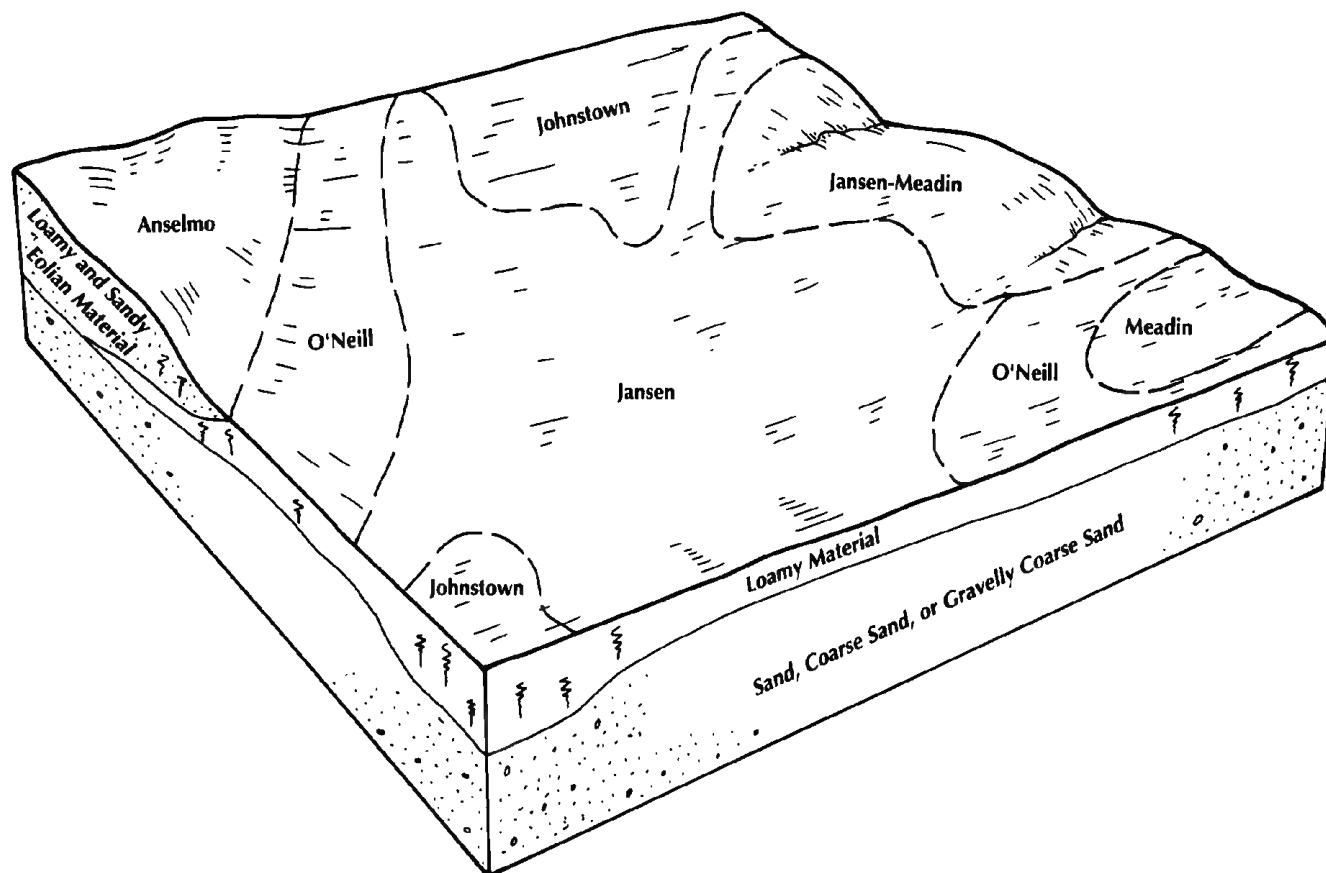 Johnstown
Jansen-Meadin
Anselmo
Loamy and Sandy
Eolian Material
O'Neill
Meadin
O'Neill
Jansen
Johnstown
Loamy Material
Sand, Coarse Sand, or Gravelly Coarse Sand